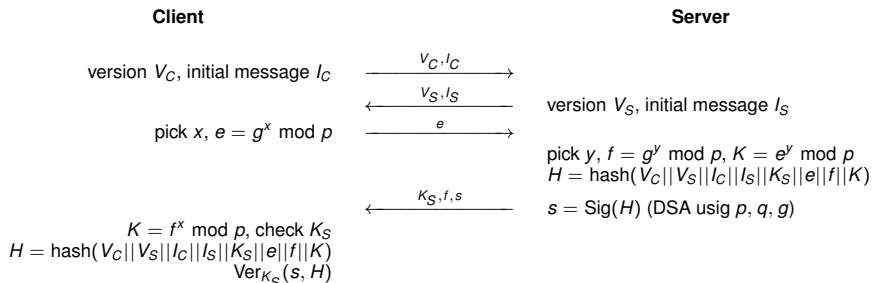 Client Server
V_C, I_C
version V_C, initial message I_C
V_S, I_S
version V_S, initial message I_S
e
pick x, e = g^x mod p
pick y, f = g^y mod p, K = e^y mod p
H = hash(V_C||V_S||I_C||I_S||K_S||e||f||K)
K_S, f, s
s = Sig(H) (DSA usig p, q, g)
K = f^x mod p, check K_S
H = hash(V_C||V_S||I_C||I_S||K_S||e||f||K)
Ver_{K_S}(s, H)